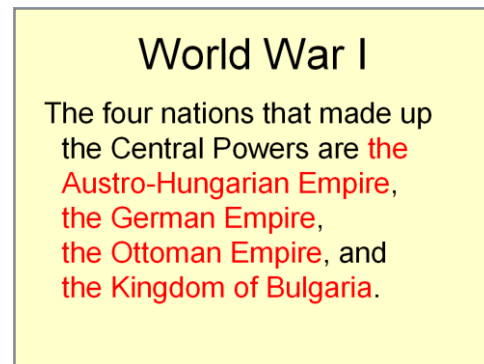 World War I
The four nations that made up
the Central Powers are the
Austro-Hungarian Empire,
the German Empire,
the Ottoman Empire, and
the Kingdom of Bulgaria.